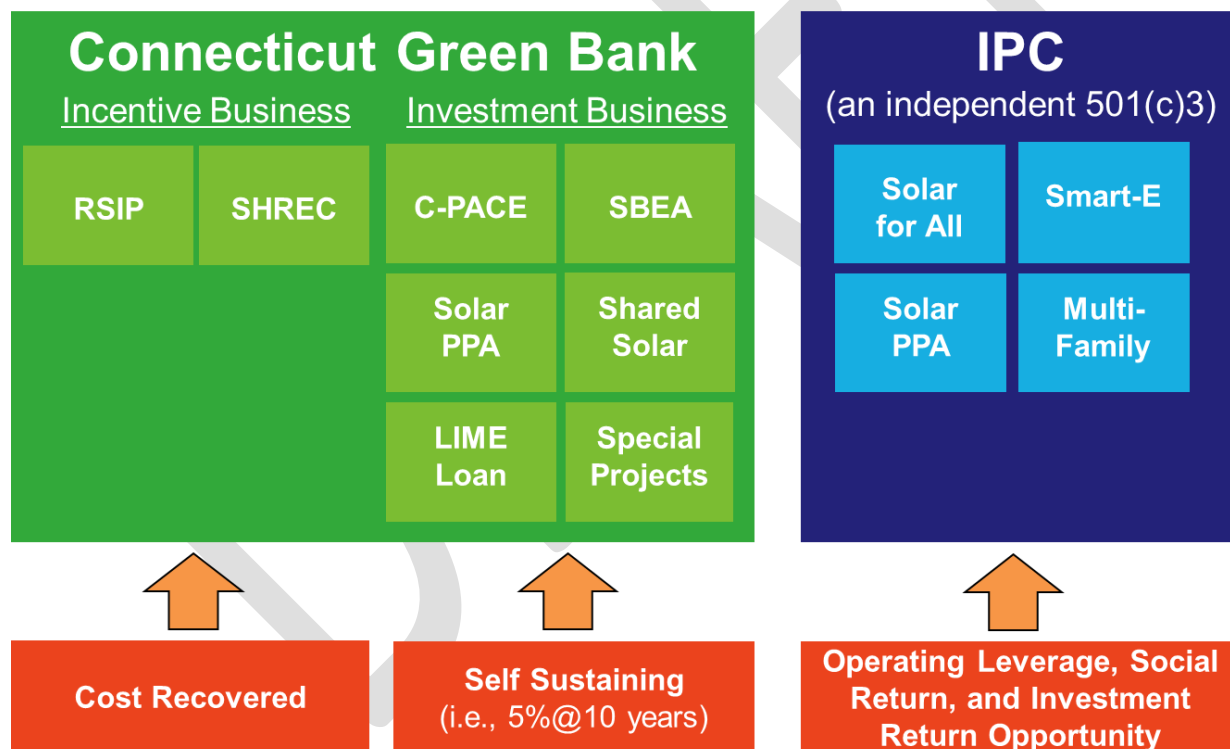 Connecticut Green Bank
Incentive Business
Investment Business
RSIP
SHREC
C-PACE
SBEA
Solar
PPA
Shared
Solar
LIME
Loan
Special
Projects
IPC
(an independent 501(c)3)
Solar
for All
Smart-E
Solar
PPA
Multi-
Family
Cost Recovered
Self Sustaining
(i.e., 5%@10 years)
Operating Leverage, Social
Return, and Investment
Return Opportunity